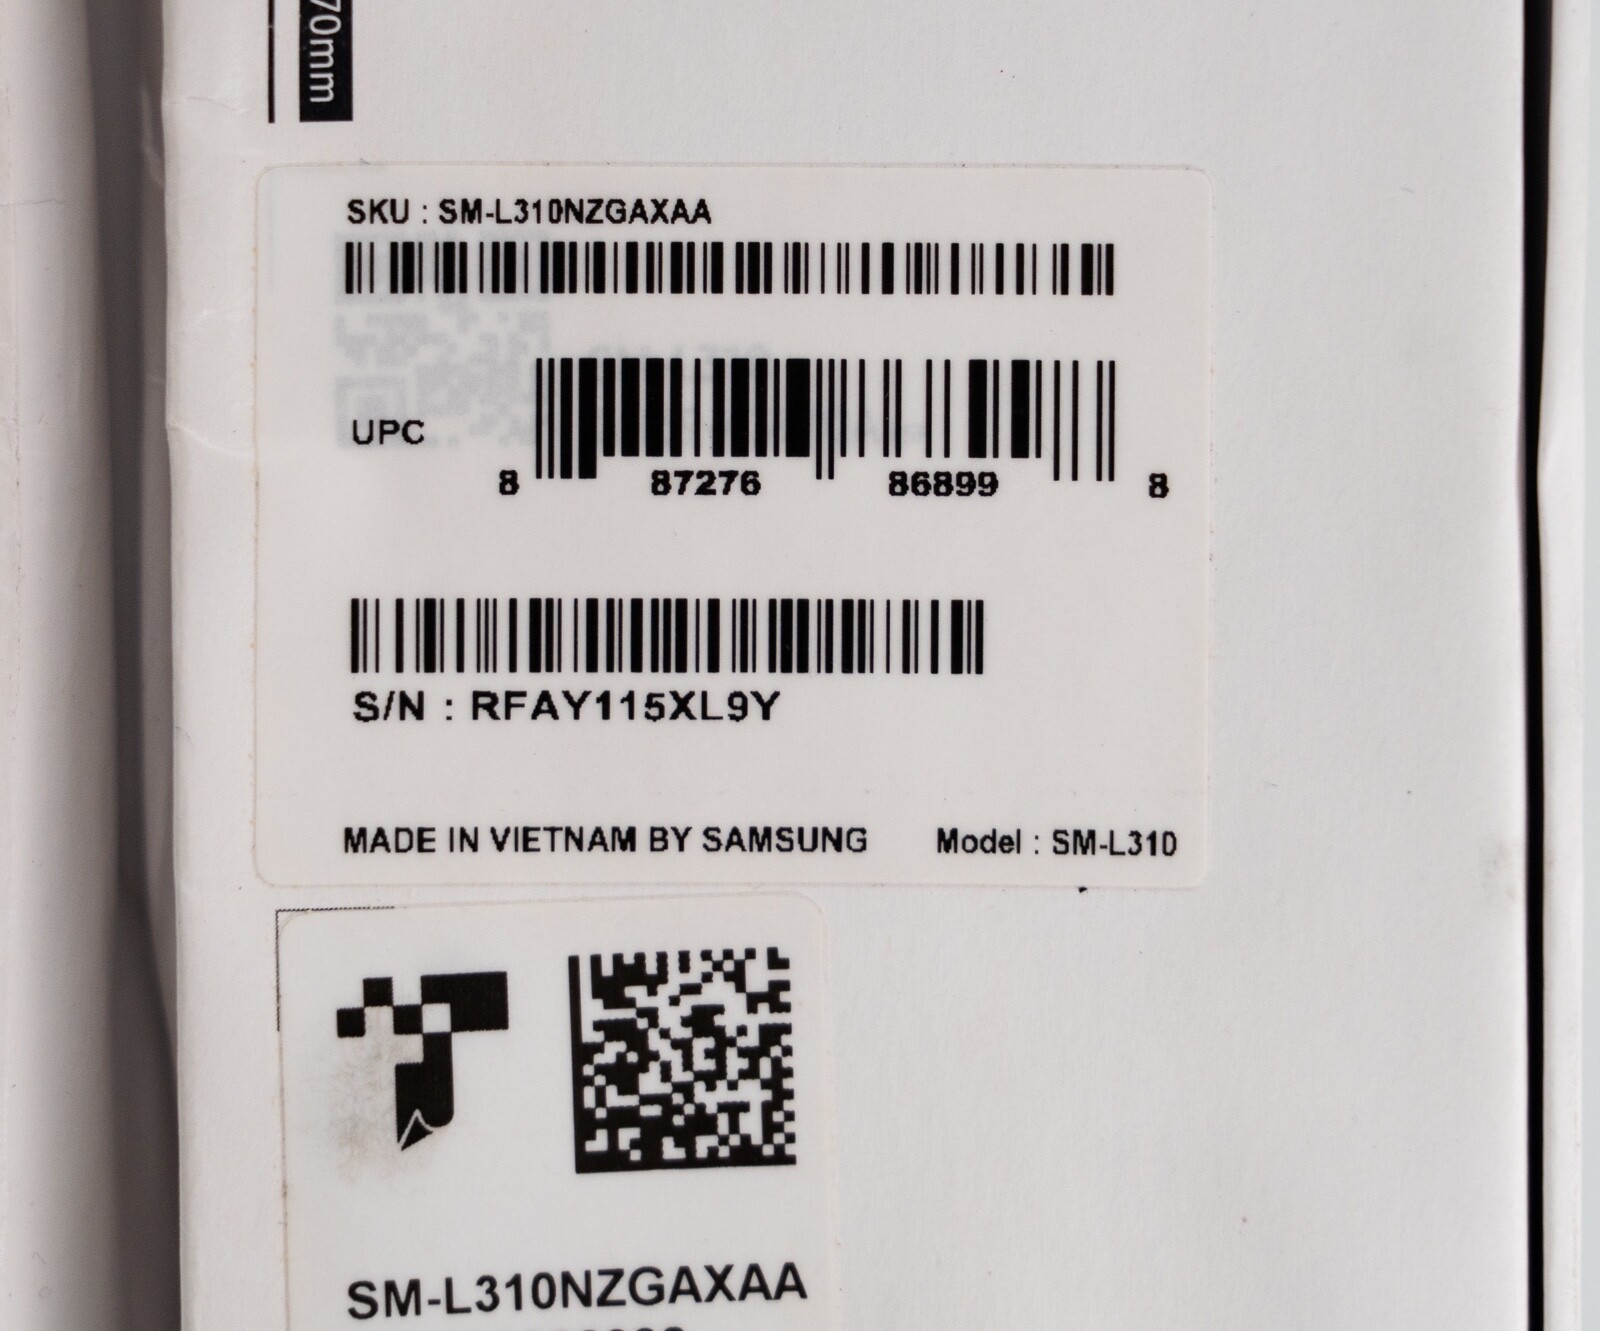 70mm
SKU : SM-L310NZGAXAA
UPC
8 87276 86899 8
S/N : RFAY115XL9Y
MADE IN VIETNAM BY SAMSUNG Model : SM-L310
SM-L310NZGAXAA